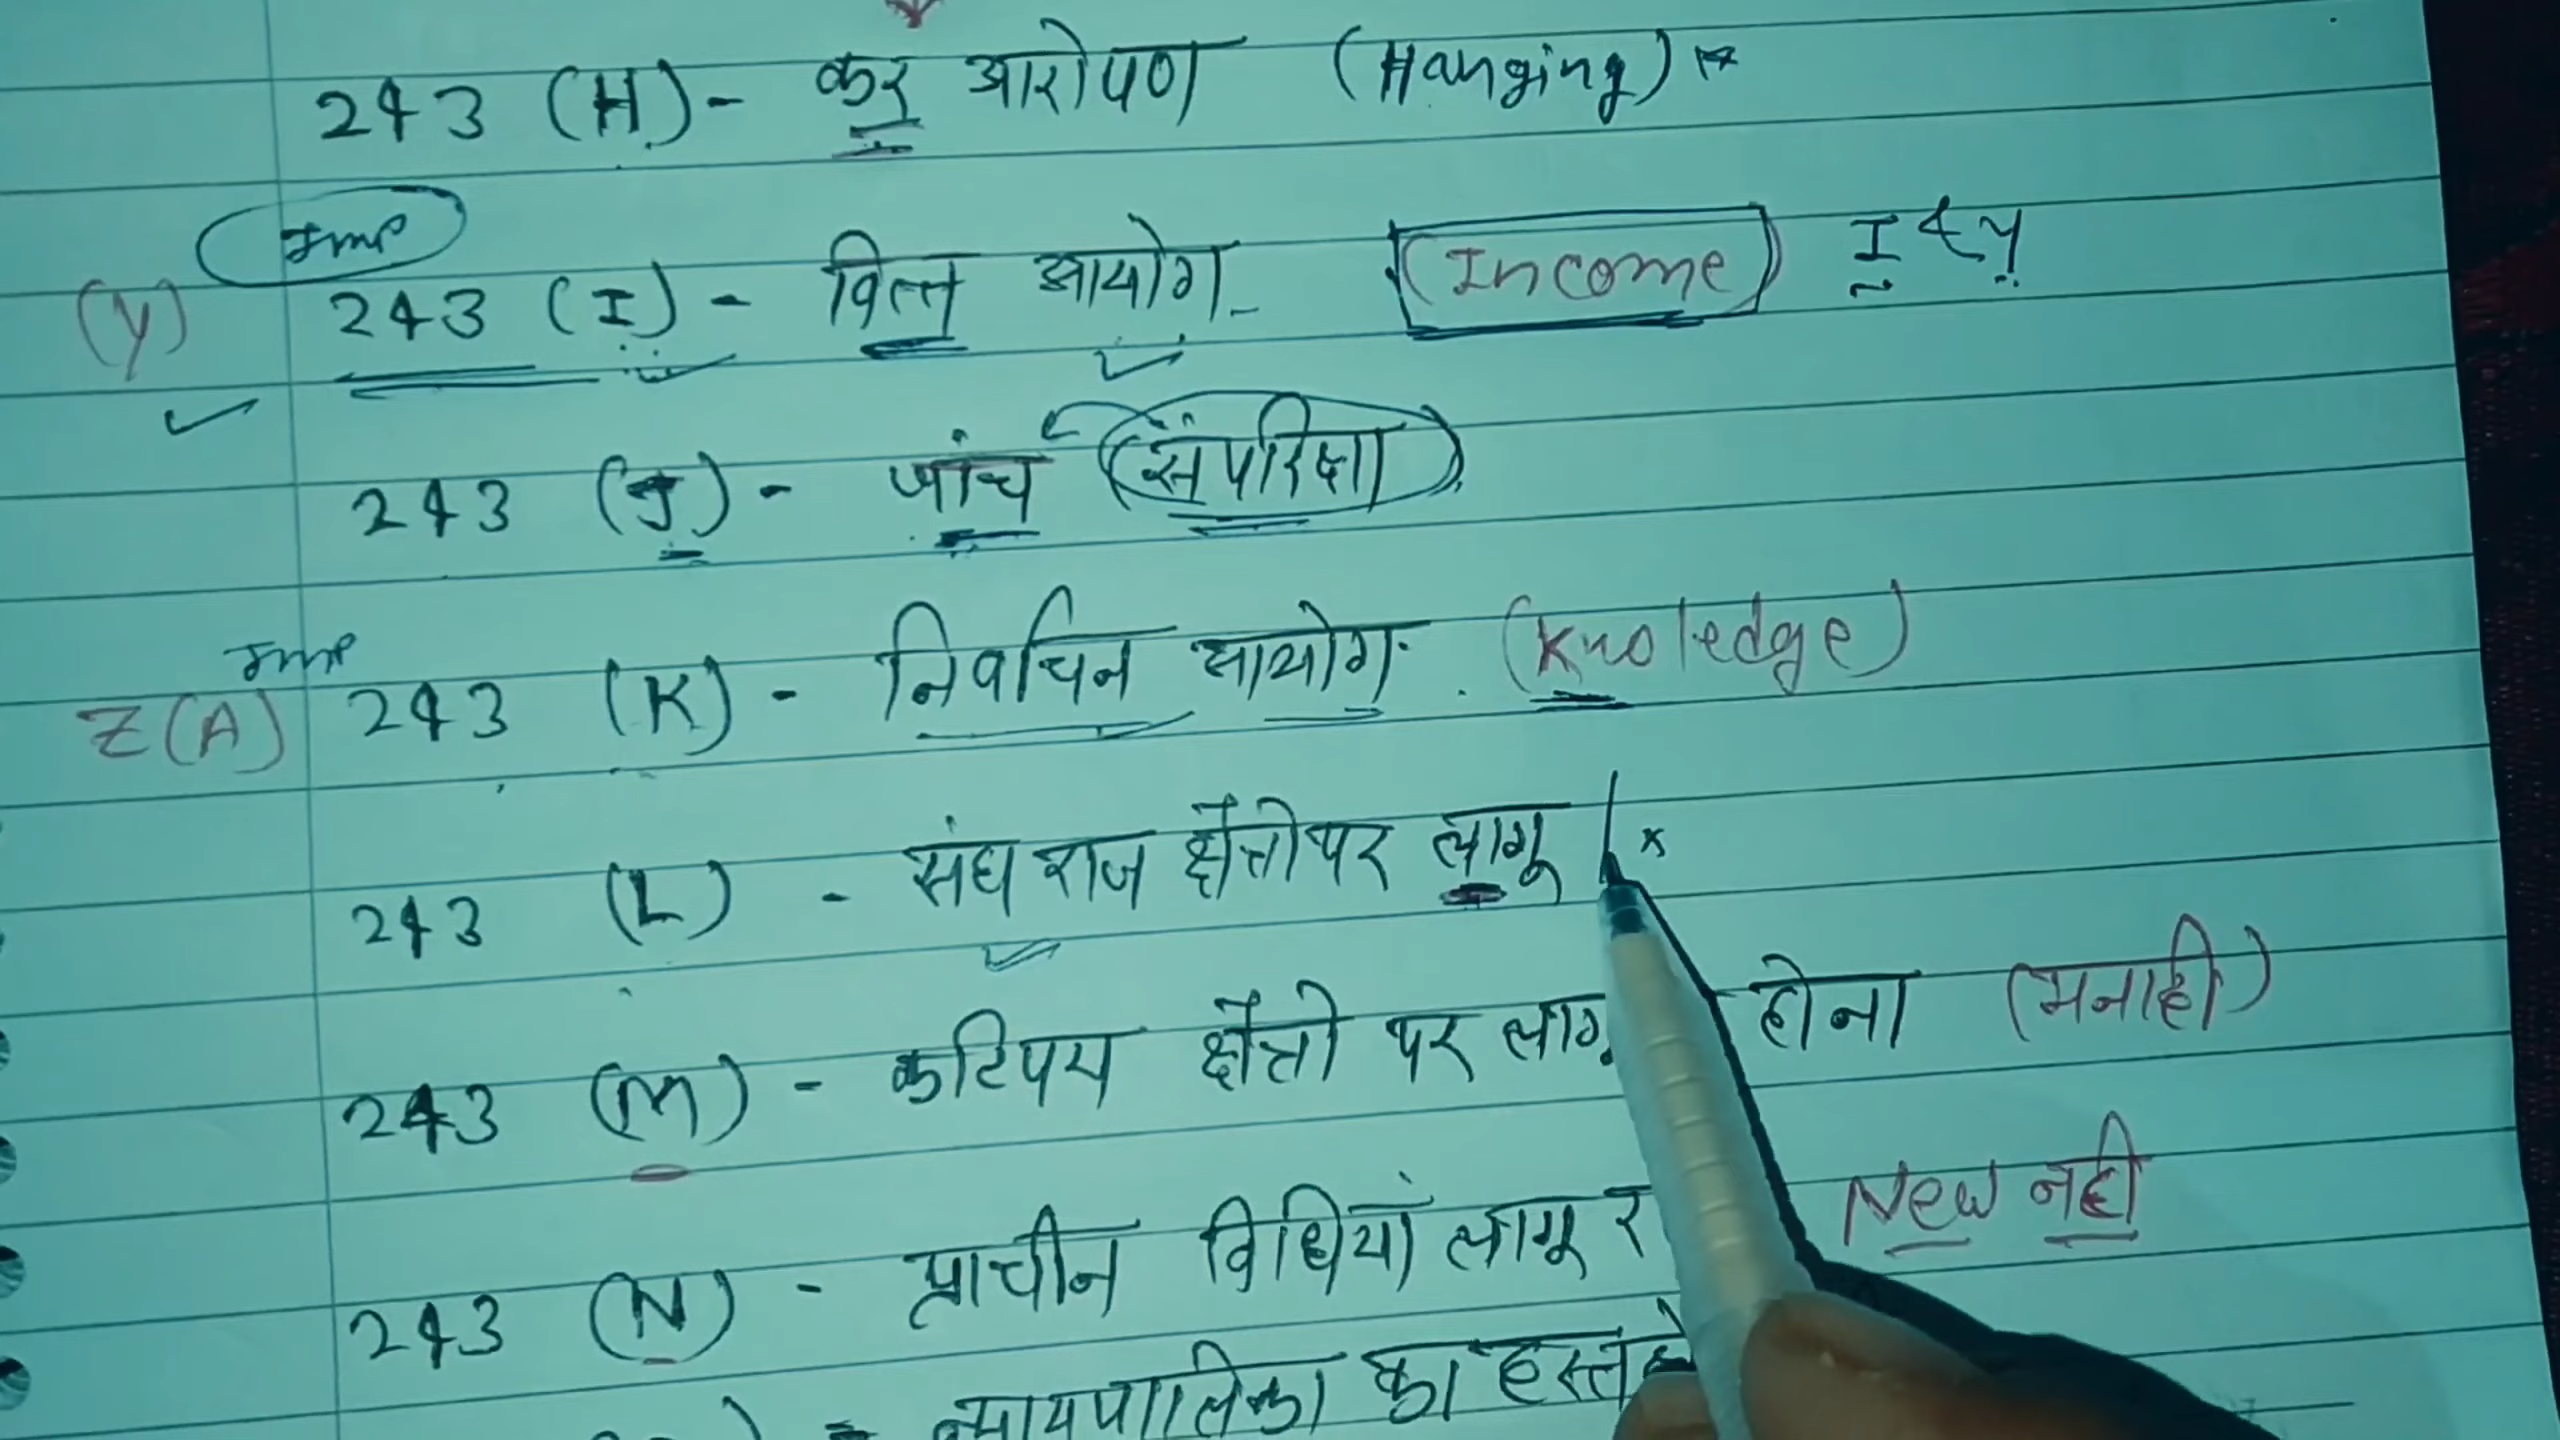 243 (H) - कर आरोपण (Hanging) *
Imp
(Y) 243 (I) - वित्त आयोग (Income) I & Y
243 (J) - जांच (संपरिक्षा)
Imp
Z(A) 243 (K) - निर्वाचन आयोग (Knoledge)
243 (L) - संघ राज क्षेत्रो पर लागू *
243 (M) - कटिपय क्षेत्रो पर लागू होना (मनाही)
243 (N) - प्राचीन विधियां लागू New नही
न्यायपालिका का